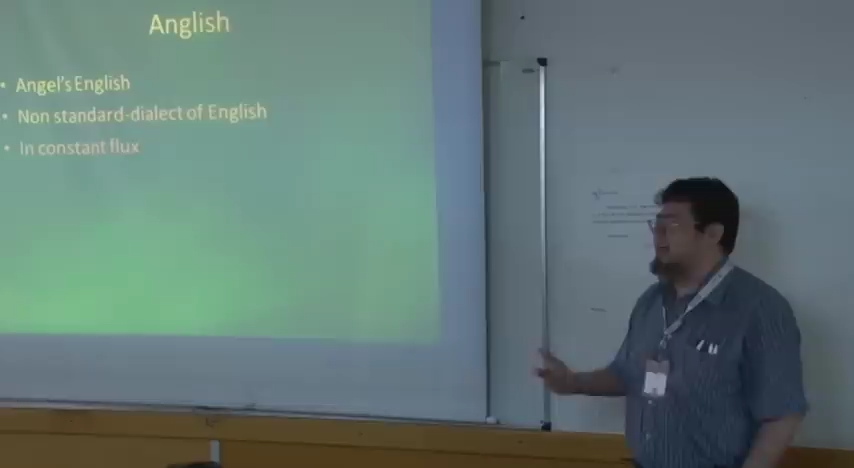 Anglish
• Angel's English
• Non standard-dialect of English
• In constant flux